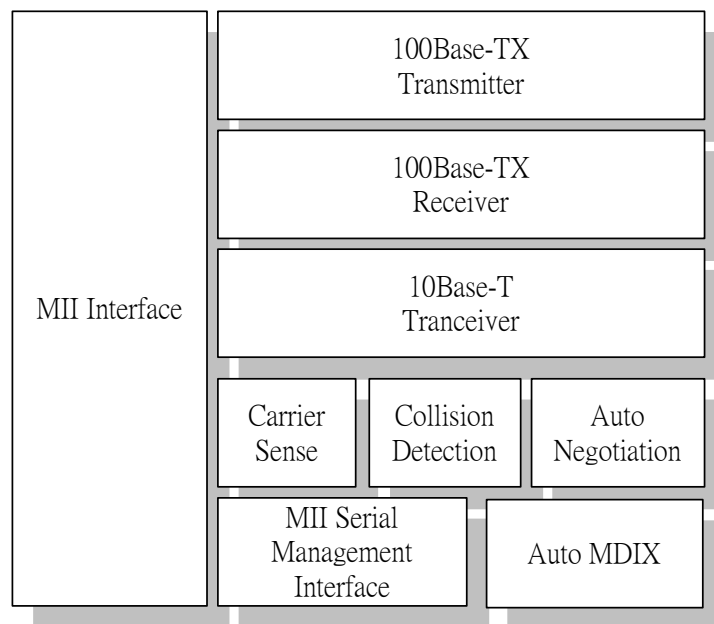 MII Interface
100Base-TX
Transmitter
100Base-TX
Receiver
10Base-T
Tranceiver
Carrier
Sense
Collision
Detection
Auto
Negotiation
MII Serial
Management
Interface
Auto MDIX